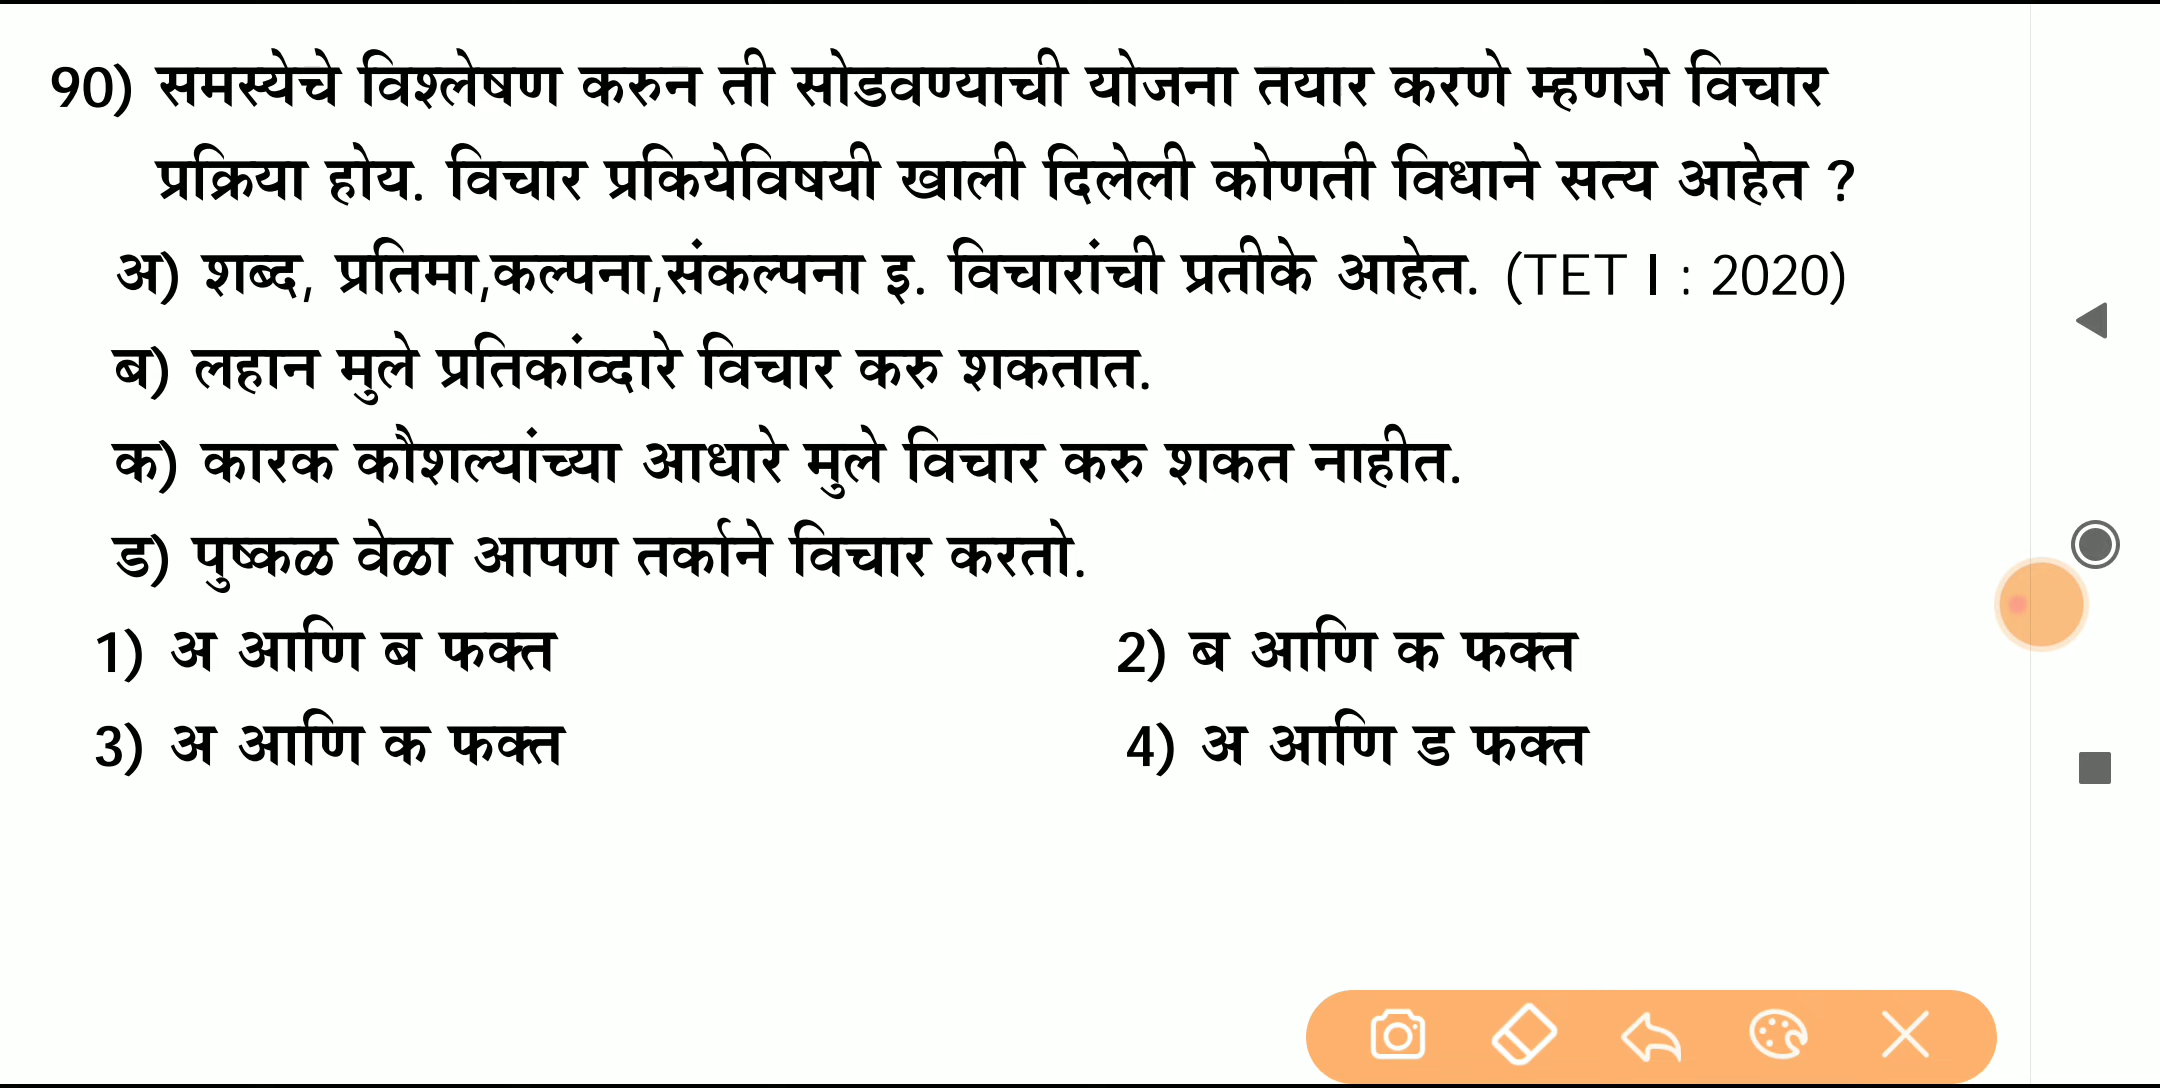 90) समस्येचे विश्लेषण करुन ती सोडवण्याची योजना तयार करणे म्हणजे विचार
प्रक्रिया होय. विचार प्रकियेविषयी खाली दिलेली कोणती विधाने सत्य आहेत ?
अ) शब्द, प्रतिमा,कल्पना,संकल्पना इ. विचारांची प्रतीके आहेत. (TET I : 2020)
ब) लहान मुले प्रतिकांव्दारे विचार करु शकतात.
क) कारक कौशल्यांच्या आधारे मुले विचार करु शकत नाहीत.
ड) पुष्कळ वेळा आपण तर्काने विचार करतो.
1) अ आणि ब फक्त 2) ब आणि क फक्त
3) अ आणि क फक्त 4) अ आणि ड फक्त